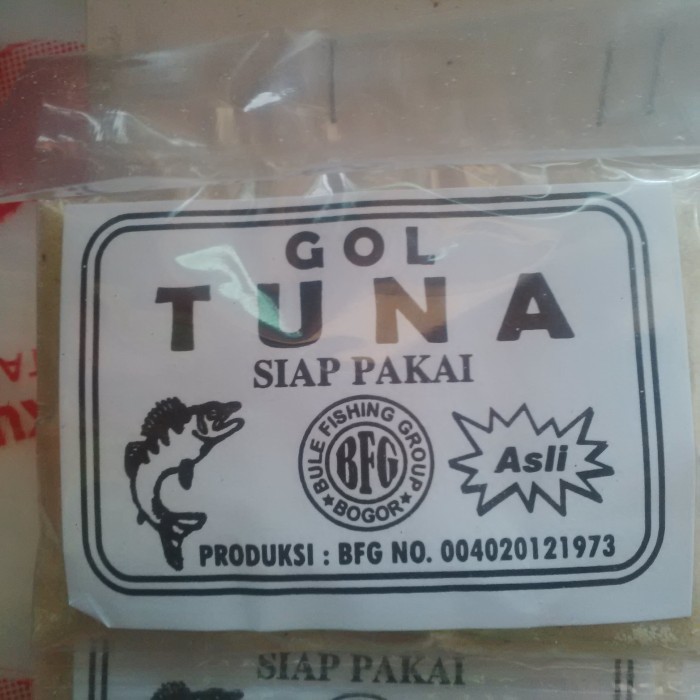 GOL
TUNA
SIAP PAKAI
BULE FISHING GROUP
BFG
BOGOR
Asli
PRODUKSI : BFG NO. 004020121973
SIAP PAKAI